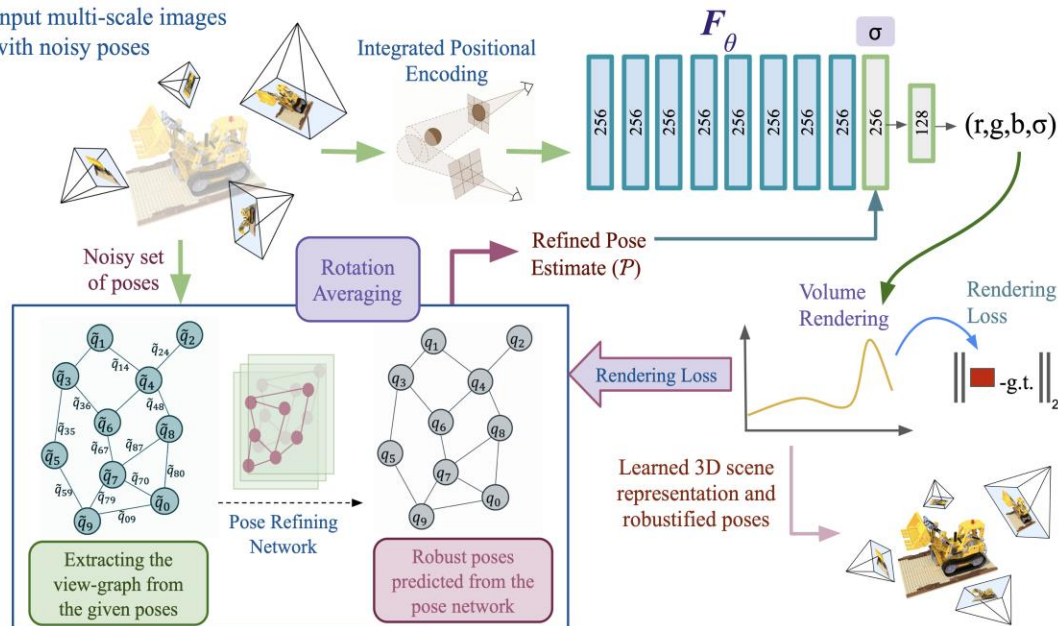 nput multi-scale images
with noisy poses
Integrated Positional
Encoding
F_θ
σ
256
256
256
256
256
256
256
256
256
128
(r,g,b,σ)
Noisy set
of poses
Rotation
Averaging
Refined Pose
Estimate (P)
Volume
Rendering
Rendering
Loss
Rendering Loss
-g.t.
2
q̃1
q̃2
q̃24
q̃14
q̃3
q̃4
q̃36
q̃48
q̃35
q̃6
q̃8
q̃67
q̃87
q̃5
q̃7
q̃70
q̃80
q̃59
q̃79
q̃0
q̃9
q̃09
Pose Refining
Network
q1
q2
q3
q4
q6
q8
q5
q7
q0
q9
Extracting the
view-graph from
the given poses
Robust poses
predicted from the
pose network
Learned 3D scene
representation and
robustified poses